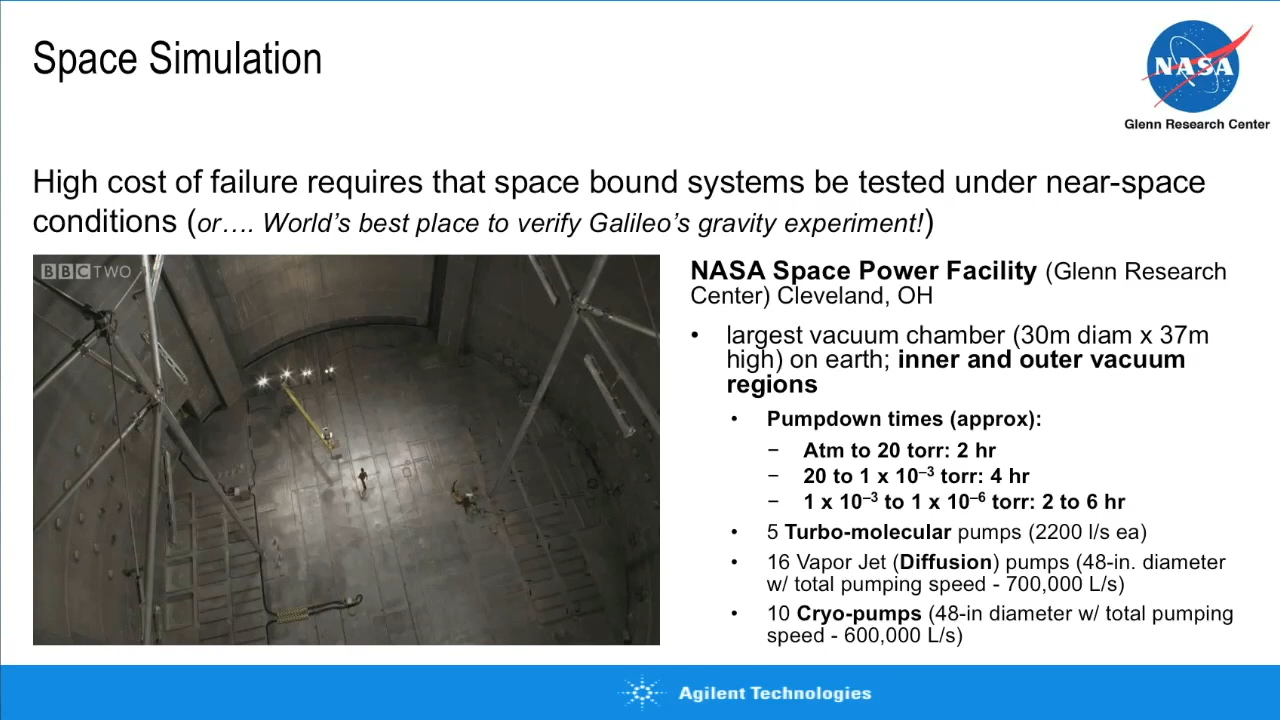 Space Simulation
NASA
Glenn Research Center
High cost of failure requires that space bound systems be tested under near-space
conditions (or…. World's best place to verify Galileo's gravity experiment!)
BBC TWO
NASA Space Power Facility (Glenn Research
Center) Cleveland, OH
• largest vacuum chamber (30m diam x 37m
high) on earth; inner and outer vacuum
regions
• Pumpdown times (approx):
− Atm to 20 torr: 2 hr
− 20 to 1 x 10⁻³ torr: 4 hr
− 1 x 10⁻³ to 1 x 10⁻⁶ torr: 2 to 6 hr
• 5 Turbo-molecular pumps (2200 l/s ea)
• 16 Vapor Jet (Diffusion) pumps (48-in. diameter
w/ total pumping speed - 700,000 L/s)
• 10 Cryo-pumps (48-in diameter w/ total pumping
speed - 600,000 L/s)
Agilent Technologies